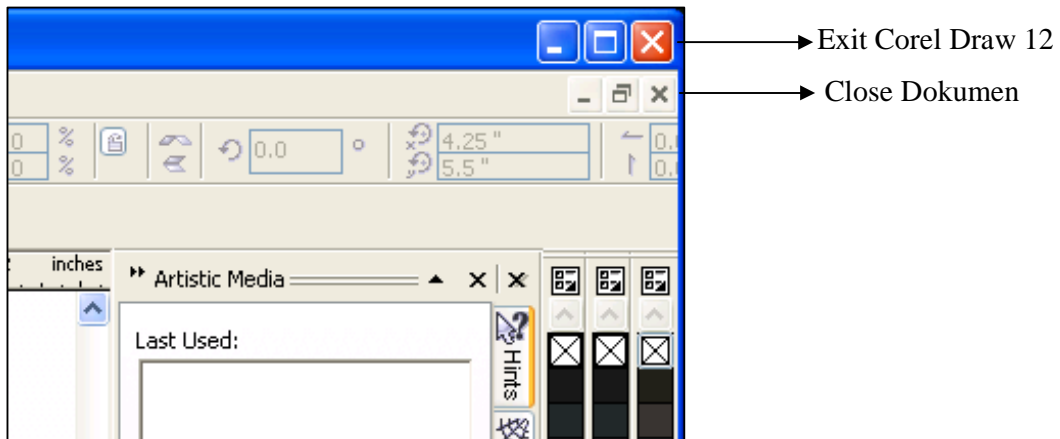 Exit Corel Draw 12
Close Dokumen
% 0.0 ° 4.25 "
% 5.5 "
inches
Artistic Media
Last Used:
Hints